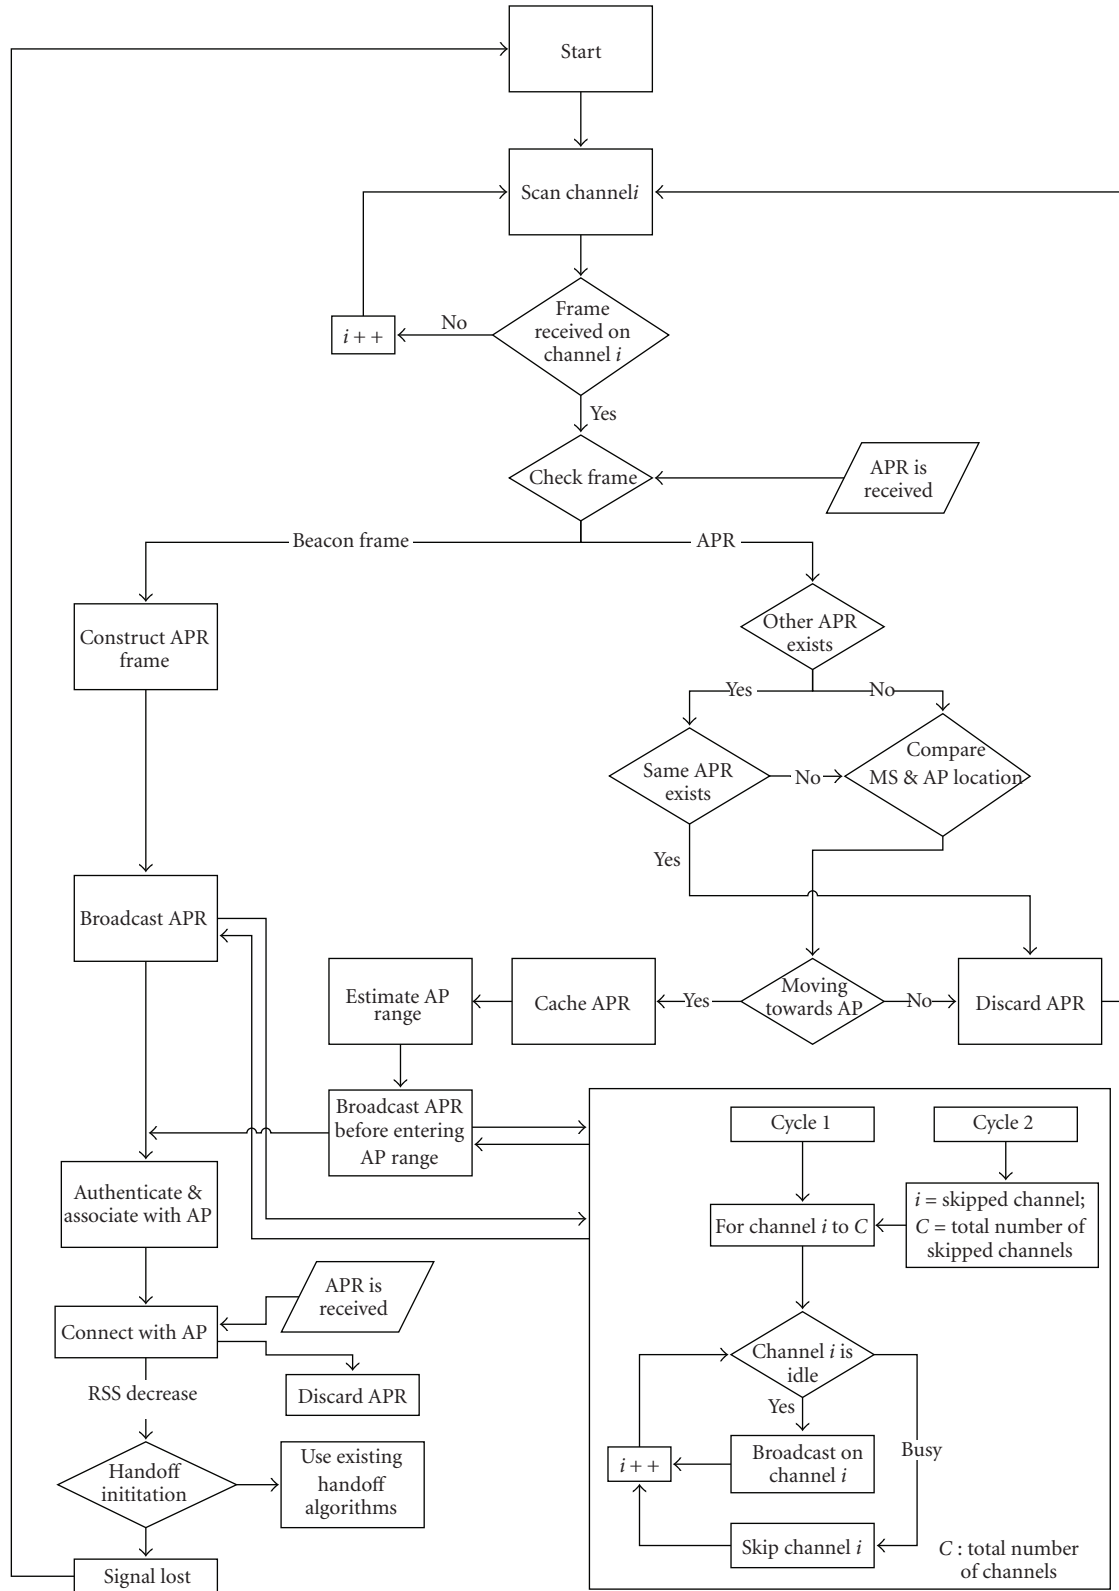 Start
Scan channeli
Frame
received on
channel i
No
i + +
Yes
Check frame
APR is
received
Beacon frame
APR
Construct APR
frame
Other APR
exists
Yes
No
Same APR
exists
No
Compare
MS & AP location
Yes
Broadcast APR
Estimate AP
range
Cache APR
Yes
Moving
towards AP
No
Discard APR
Broadcast APR
before entering
AP range
Cycle 1
Cycle 2
Authenticate &
associate with AP
For channel i to C
i = skipped channel;
C = total number of
skipped channels
APR is
received
Connect with AP
Discard APR
RSS decrease
Channel i is
idle
Yes
Busy
Handoff
inititation
Use existing
handoff
algorithms
i + +
Broadcast on
channel i
Skip channel i
Signal lost
C : total number
of channels